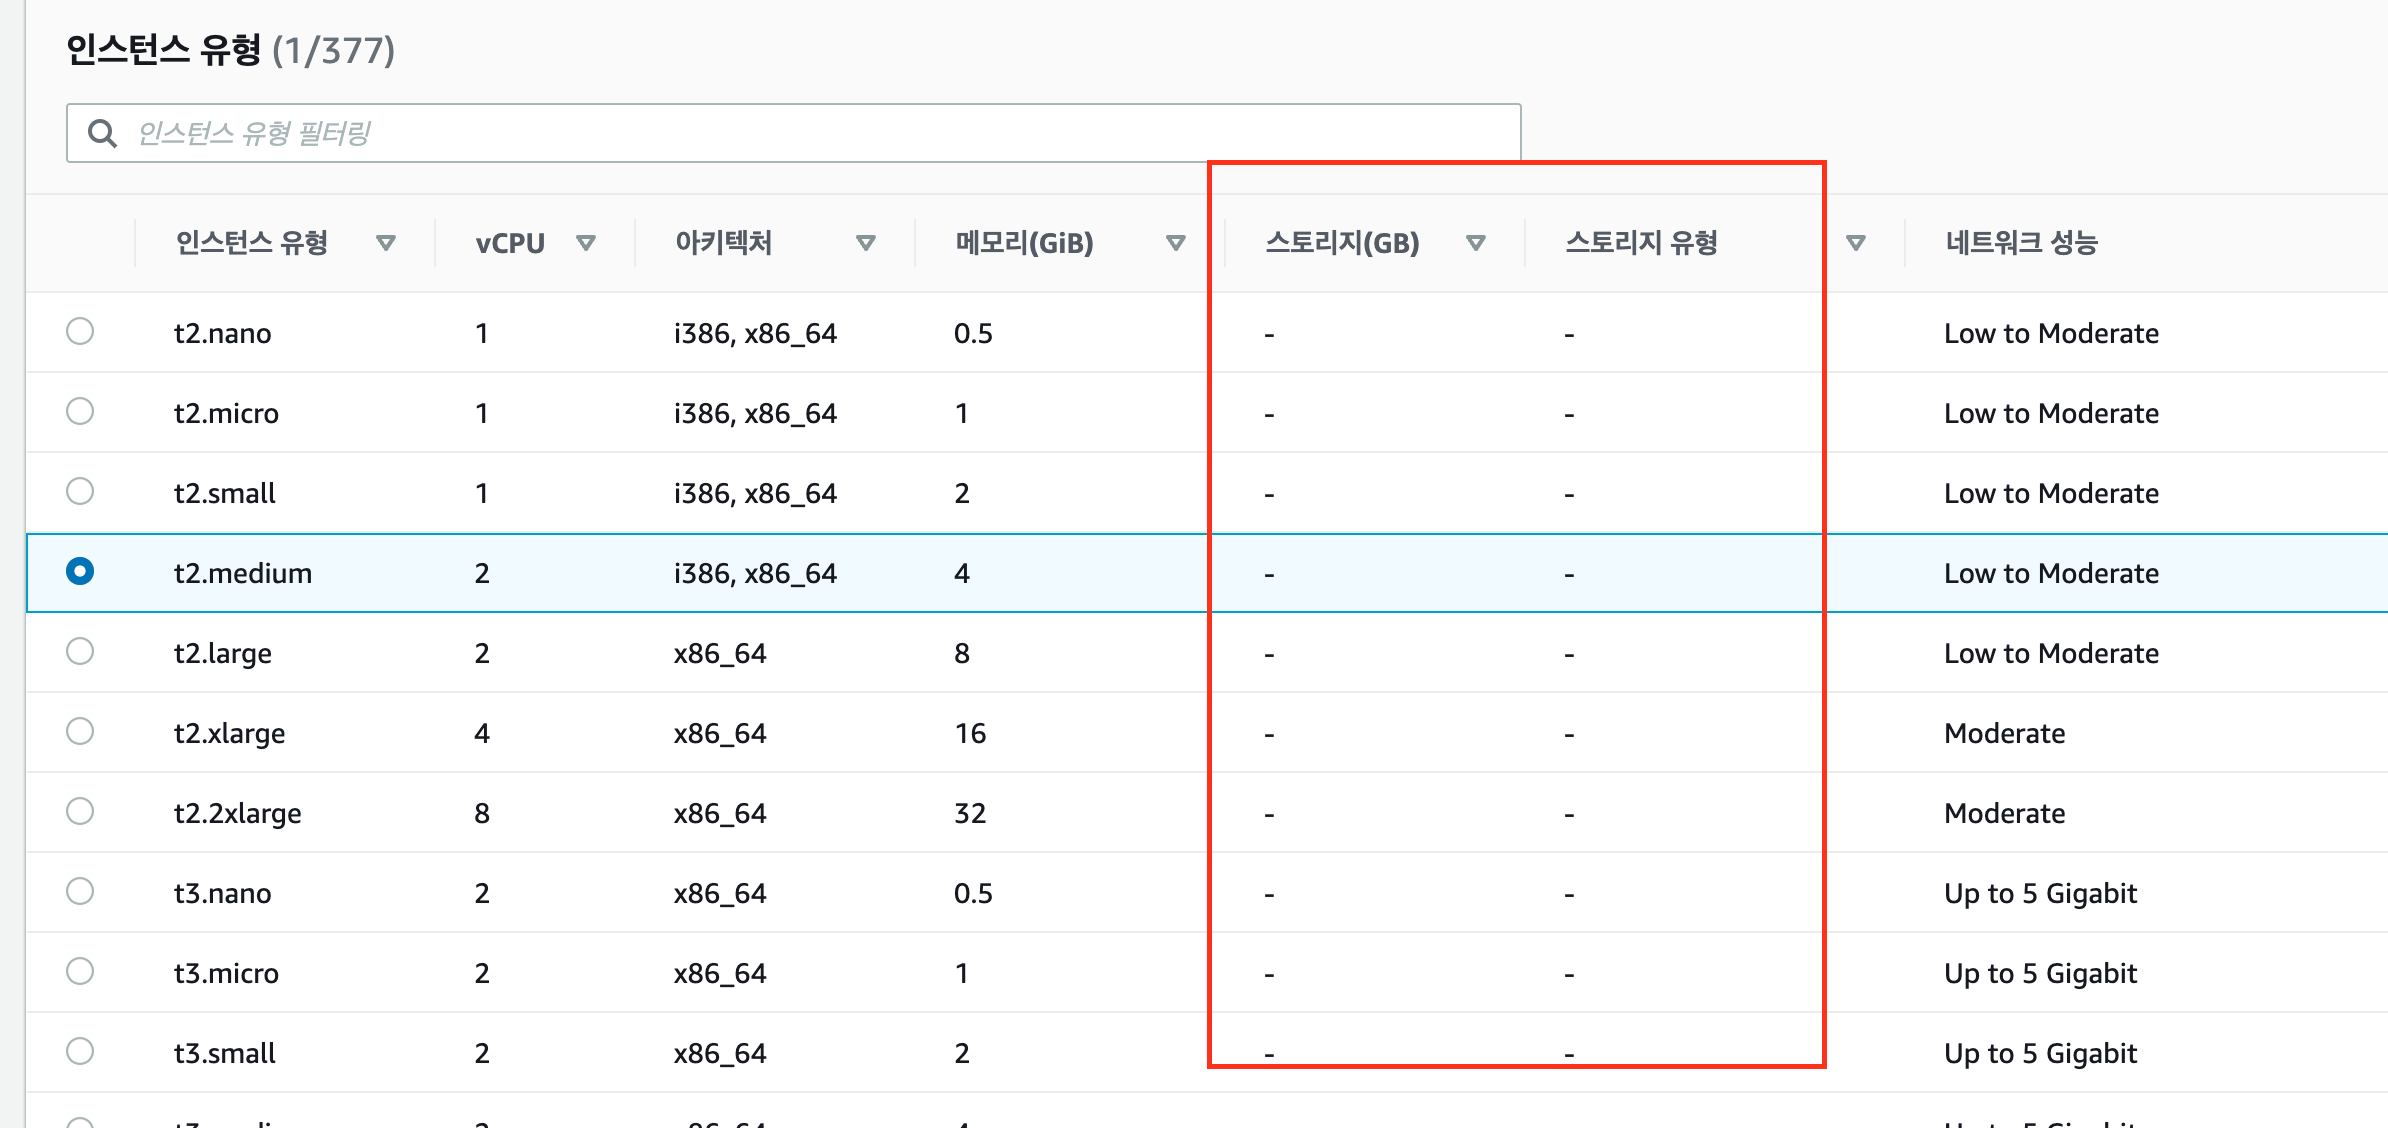 인스턴스 유형 (1/377)
인스턴스 유형 필터링
인스턴스 유형 vCPU 아키텍처 메모리(GiB) 스토리지(GB) 스토리지 유형 네트워크 성능
t2.nano 1 i386, x86_64 0.5 - - Low to Moderate
t2.micro 1 i386, x86_64 1 - - Low to Moderate
t2.small 1 i386, x86_64 2 - - Low to Moderate
t2.medium 2 i386, x86_64 4 - - Low to Moderate
t2.large 2 x86_64 8 - - Low to Moderate
t2.xlarge 4 x86_64 16 - - Moderate
t2.2xlarge 8 x86_64 32 - - Moderate
t3.nano 2 x86_64 0.5 - - Up to 5 Gigabit
t3.micro 2 x86_64 1 - - Up to 5 Gigabit
t3.small 2 x86_64 2 - - Up to 5 Gigabit